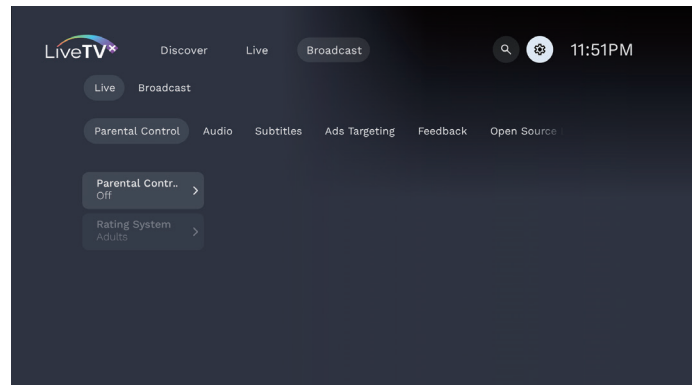 LiveTV× Discover Live Broadcast 11:51PM
Live Broadcast
Parental Control Audio Subtitles Ads Targeting Feedback Open Source
Parental Contr..
Off
Rating System
Adults